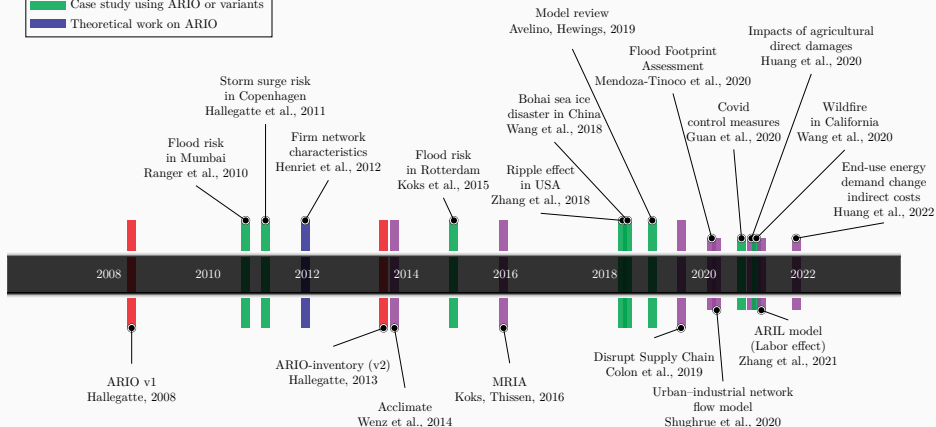 Case study using ARIO or variants
Theoretical work on ARIO
Model review
Avelino, Hewings, 2019
Impacts of agricultural
direct damages
Huang et al., 2020
Flood Footprint
Assessment
Mendoza-Tinoco et al., 2020
Storm surge risk
in Copenhagen
Hallegatte et al., 2011
Bohai sea ice
disaster in China
Wang et al., 2018
Covid
control measures
Guan et al., 2020
Wildfire
in California
Wang et al., 2020
Flood risk
in Mumbai
Ranger et al., 2010
Firm network
characteristics
Henriet et al., 2012
Flood risk
in Rotterdam
Koks et al., 2015
Ripple effect
in USA
Zhang et al., 2018
End-use energy
demand change
indirect costs
Huang et al., 2022
2008
2010
2012
2014
2016
2018
2020
2022
ARIO v1
Hallegatte, 2008
ARIO-inventory (v2)
Hallegatte, 2013
Acclimate
Wenz et al., 2014
MRIA
Koks, Thissen, 2016
Disrupt Supply Chain
Colon et al., 2019
Urban–industrial network
flow model
Shughrue et al., 2020
ARIL model
(Labor effect)
Zhang et al., 2021